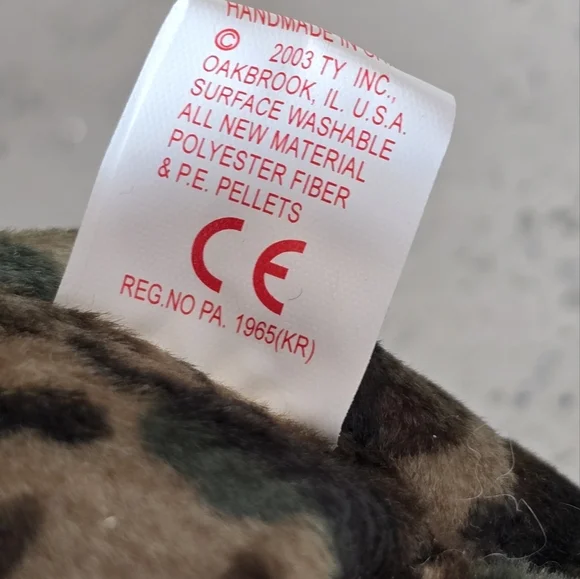 HANDMADE IN
© 2003 TY INC.,
OAKBROOK, IL. U.S.A.
SURFACE WASHABLE
ALL NEW MATERIAL
POLYESTER FIBER
& P.E. PELLETS
CE
REG.NO PA. 1965(KR)